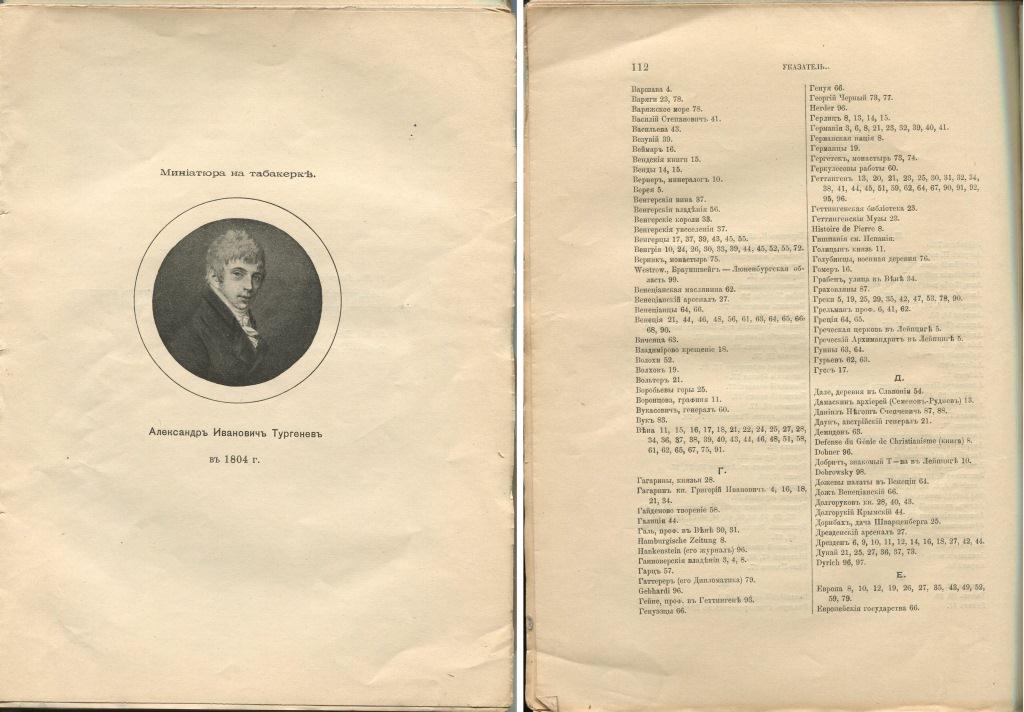 Миніатюра на табакеркѣ.
Александръ Ивановичъ Тургеневъ
въ 1804 г.
112
УКАЗАТЕЛЬ.
Варшава 4.
Варяги 23, 78.
Варяжское море 78.
Василій Степановичъ 41.
Васильева 43.
Везувій 39.
Веймаръ 16.
Вендскія книги 15.
Венды 14, 15.
Вернеръ, минералогъ 10.
Верея 5.
Венгерскія вина 37.
Венгерскія владѣнія 56.
Венгерскіе короли 33.
Венгерскія увеселенія 37.
Венгерцы 17, 37, 39, 43, 45, 55.
Венгрія 10, 24, 26, 30, 33, 39, 44, 45, 52, 55, 72.
Верникъ, монастырь 75.
Westrow., Брауншвейгъ — Люненбургская об-
ласть 99.
Венеціанская масляница 62.
Венеціанскій арсеналъ 27.
Венеціанцы 64, 66.
Венеція 21, 44, 46, 48, 56, 61, 63, 64, 65, 66-
68, 90.
Виченца 63.
Владимірово крещеніе 18.
Волохи 52.
Волховъ 19.
Вольтеръ 21.
Воробьевы горы 25.
Воронцова, графиня 11.
Вукасовичъ, генералъ 60.
Вукъ 83.
Вѣна 11, 15, 16, 17, 18, 21, 22, 24, 25, 27, 28,
34, 36, 37, 38, 39, 40, 43, 44, 46, 48, 51, 58,
61, 62, 65, 67, 75, 91.
Г.
Гагарины, князья 28.
Гагаринъ кн. Григорій Ивановичъ 4, 16, 18,
21, 34.
Гайденово твореніе 58.
Галиція 44.
Галь, проф. въ Вѣнѣ 30, 31.
Hamburgische Zeitung 8.
Hankenstein (его журналъ) 96.
Ганноверскія владѣнія 3, 4, 8.
Гарцъ 57.
Гаттереръ (его Дипломатика) 79.
Gebhardi 96.
Гейне, проф. въ Геттингенѣ 93.
Генуэзцы 66.
Генуя 66.
Георгій Черный 73, 77.
Herder 96.
Герлицъ 8, 13, 14, 15.
Германія 3, 6, 8, 21, 23, 32, 39, 40, 41.
Германская нація 8.
Германцы 19.
Гергетекъ, монастырь 73, 74.
Геркулесовы работы 60.
Геттингенъ 13, 20, 21, 23, 25, 30, 31, 32, 34,
38, 41, 44, 45, 51, 59, 62, 64, 67, 90, 91, 92,
95, 96.
Геттингенская библіотека 23.
Геттингенскія Музы 23.
Histoire de Pierre 8.
Гишпанія см. Испанія.
Голицынъ князь 11.
Голубинцы, военная деревня 76.
Гомеръ 16.
Грабенъ, улица въ Вѣнѣ 34.
Граховляны 87.
Греки 5, 19, 25, 29, 35, 42, 47, 53, 78, 90.
Грельманъ проф. 6, 41, 62.
Греція 64, 65.
Греческая церковь въ Лейпцигѣ 5.
Греческій Архимандритъ въ Лейпцигѣ 5.
Гунны 63, 64.
Гурьевъ 62, 63.
Гуссъ 17.
Д.
Дале, деревня въ Славоніи 54.
Дамаскинъ архіерей (Семеновъ-Рудневъ) 13.
Даніилъ Нѣгошъ Счепчевичъ 87, 88.
Даунъ, австрійскій генералъ 21.
Демидовъ 63.
Defense du Génie de Christianisme (книга) 8.
Dobner 96.
Добричъ, знакомый Т—ва въ Лейпцигѣ 10.
Dobrowsky 98.
Дожевы палаты въ Венеціи 64.
Дожъ Венеціанскій 66.
Долгоруковъ кн. 28, 40, 43.
Долгорукій Крымскій 44.
Дорнбахъ, дача Шварценберга 25.
Дрезденскій арсеналъ 27.
Дрезденъ 6, 9, 10, 11, 12, 14, 16, 18, 27, 42, 44.
Дунай 21, 25, 27, 36, 37, 73.
Dyrich 96, 97.
Е.
Европа 8, 10, 12, 19, 26, 27, 35, 43, 49, 52,
59, 79.
Европейскія государства 66.